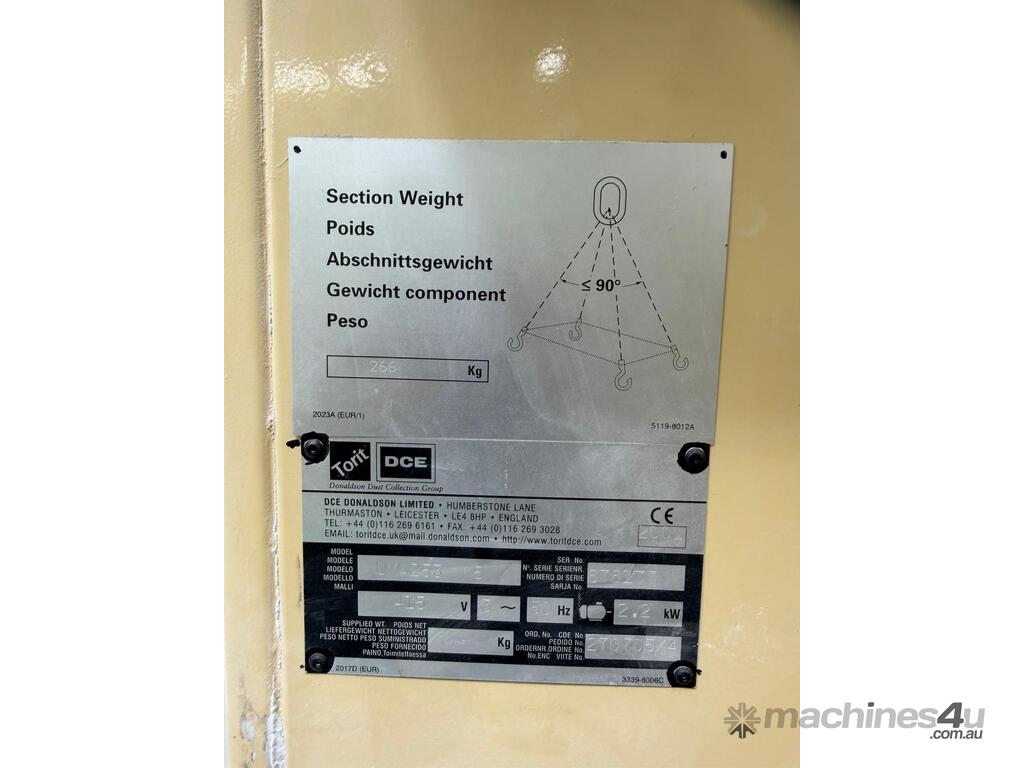 Section Weight
Poids
Abschnittsgewicht
Gewicht component
Peso
≤ 90°
266 Kg
2023A (EUR/1)
5119-8012A
Torit DCE
Donaldson Dust Collection Group
DCE DONALDSON LIMITED • HUMBERSTONE LANE
THURMASTON • LEICESTER • LE4 8HP • ENGLAND
TEL: +44 (0)116 269 6161 • FAX: +44 (0)116 269 3028
EMAIL: toritdce.uk@mail.donaldson.com • http://www.toritdce.com
CE
2001
MODEL
MODELE
MODELO
MODELLO
MALLI
SER. No.
N°. SERIE SERIENR.
NUMERO DI SERIE
SARJA No.
415 V 3 ~ Hz 2.2 kW
SUPPLIED WT. POIDS NET
LIEFERGEWICHT NETTOGEWICHT
PESO NETTO PESO SUMINISTRADO
PESO FORNECIDO
PAINO.Toimitettaessa
Kg
ORD. No. CDE. No.
PEDIDO No.
ORDERNR.ORDINE No.
No.ENC VIITE No.
276705/4
2017D (EUR)
3339-8006C
machines4u
.com.au